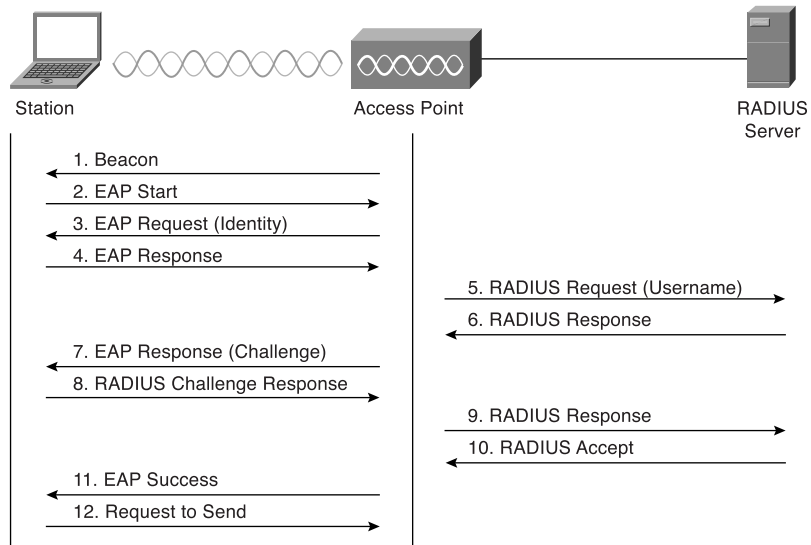 Station
Access Point
RADIUS
Server
1. Beacon
2. EAP Start
3. EAP Request (Identity)
4. EAP Response
5. RADIUS Request (Username)
6. RADIUS Response
7. EAP Response (Challenge)
8. RADIUS Challenge Response
9. RADIUS Response
10. RADIUS Accept
11. EAP Success
12. Request to Send